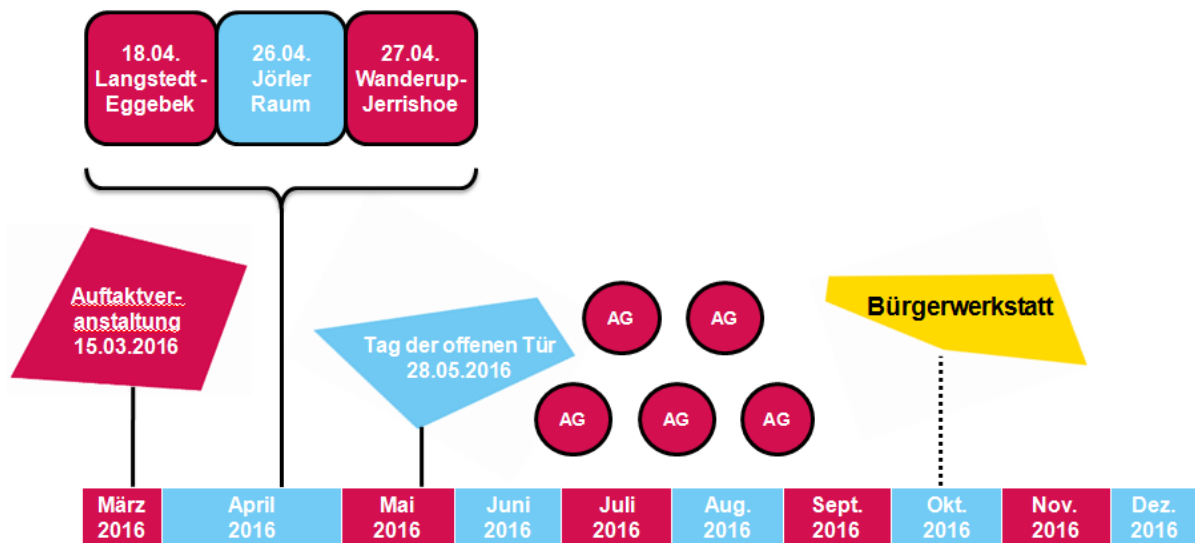 18.04.
Langstedt -
Eggebek
26.04.
Jörler
Raum
27.04.
Wanderup-
Jerrishoe
Auftaktver-
anstaltung
15.03.2016
Tag der offenen Tür
28.05.2016
AG
AG
AG
AG
AG
Bürgerwerkstatt
März
2016
April
2016
Mai
2016
Juni
2016
Juli
2016
Aug.
2016
Sept.
2016
Okt.
2016
Nov.
2016
Dez.
2016